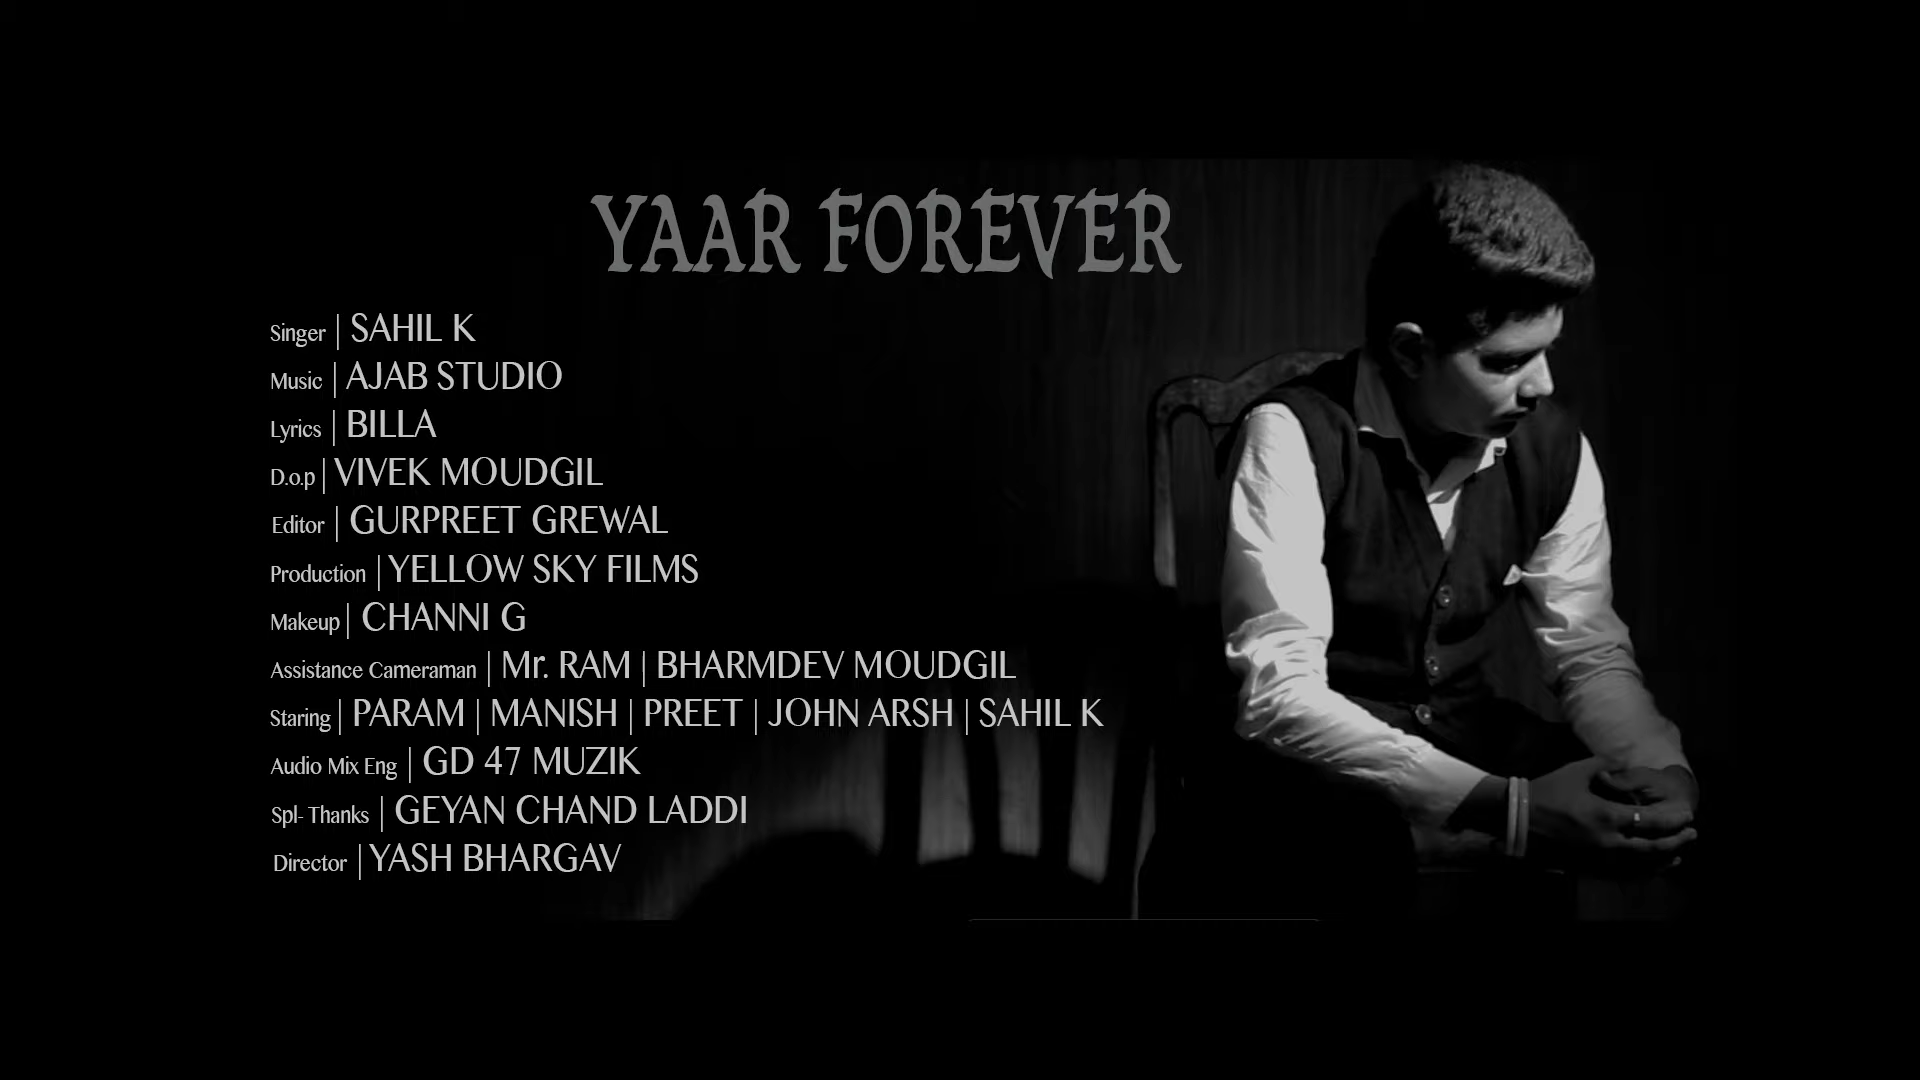 YAAR FOREVER
Singer | SAHIL K
Music | AJAB STUDIO
Lyrics | BILLA
D.o.p | VIVEK MOUDGIL
Editor | GURPREET GREWAL
Production | YELLOW SKY FILMS
Makeup | CHANNI G
Assistance Cameraman | Mr. RAM | BHARMDEV MOUDGIL
Staring | PARAM | MANISH | PREET | JOHN ARSH | SAHIL K
Audio Mix Eng | GD 47 MUZIK
Spl- Thanks | GEYAN CHAND LADDI
Director | YASH BHARGAV